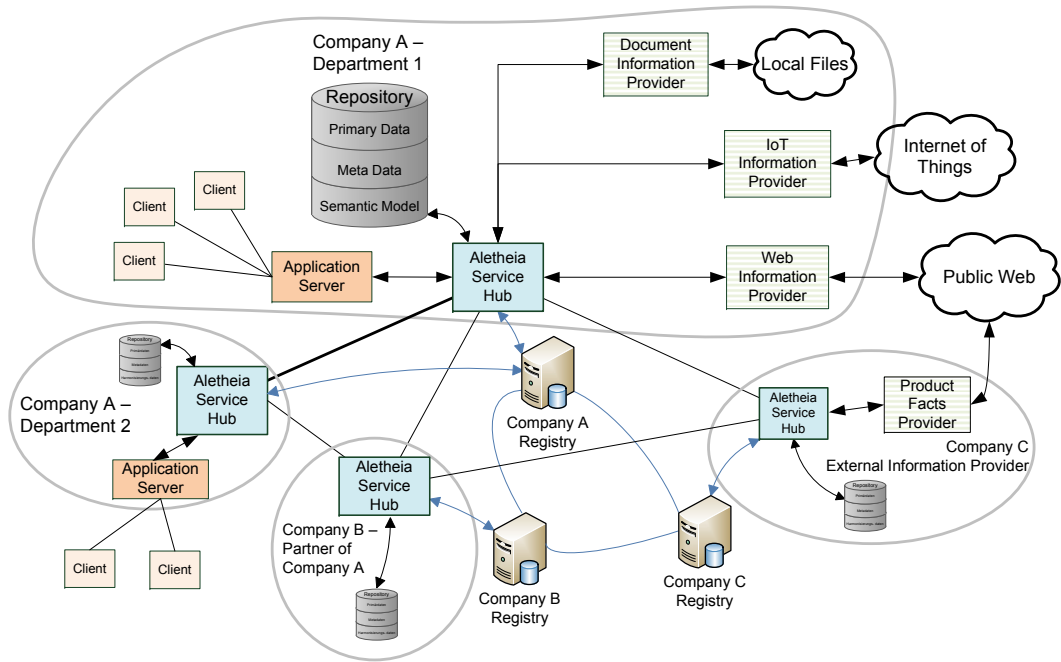 Company A –
Department 1
Repository
Primary Data
Meta Data
Semantic Model
Document
Information
Provider
Local Files
IoT
Information
Provider
Internet of
Things
Client
Client
Client
Application
Server
Aletheia
Service
Hub
Web
Information
Provider
Public Web
Repository
Company A –
Department 2
Aletheia
Service
Hub
Application
Server
Client
Client
Company A
Registry
Aletheia
Service
Hub
Company B –
Partner of
Company A
Repository
Company B
Registry
Company C
Registry
Aletheia
Service
Hub
Product
Facts
Provider
Company C
External Information Provider
Repository